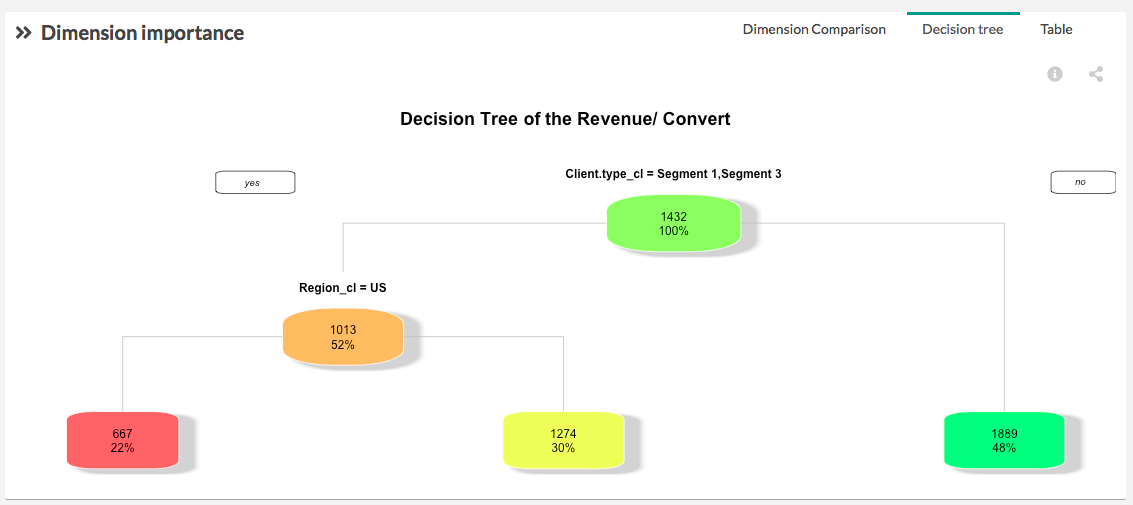 Dimension importance
Dimension Comparison
Decision tree
Table
Decision Tree of the Revenue/ Convert
yes
Client.type_cl = Segment 1,Segment 3
no
1432
100%
Region_cl = US
1013
52%
667
22%
1274
30%
1889
48%